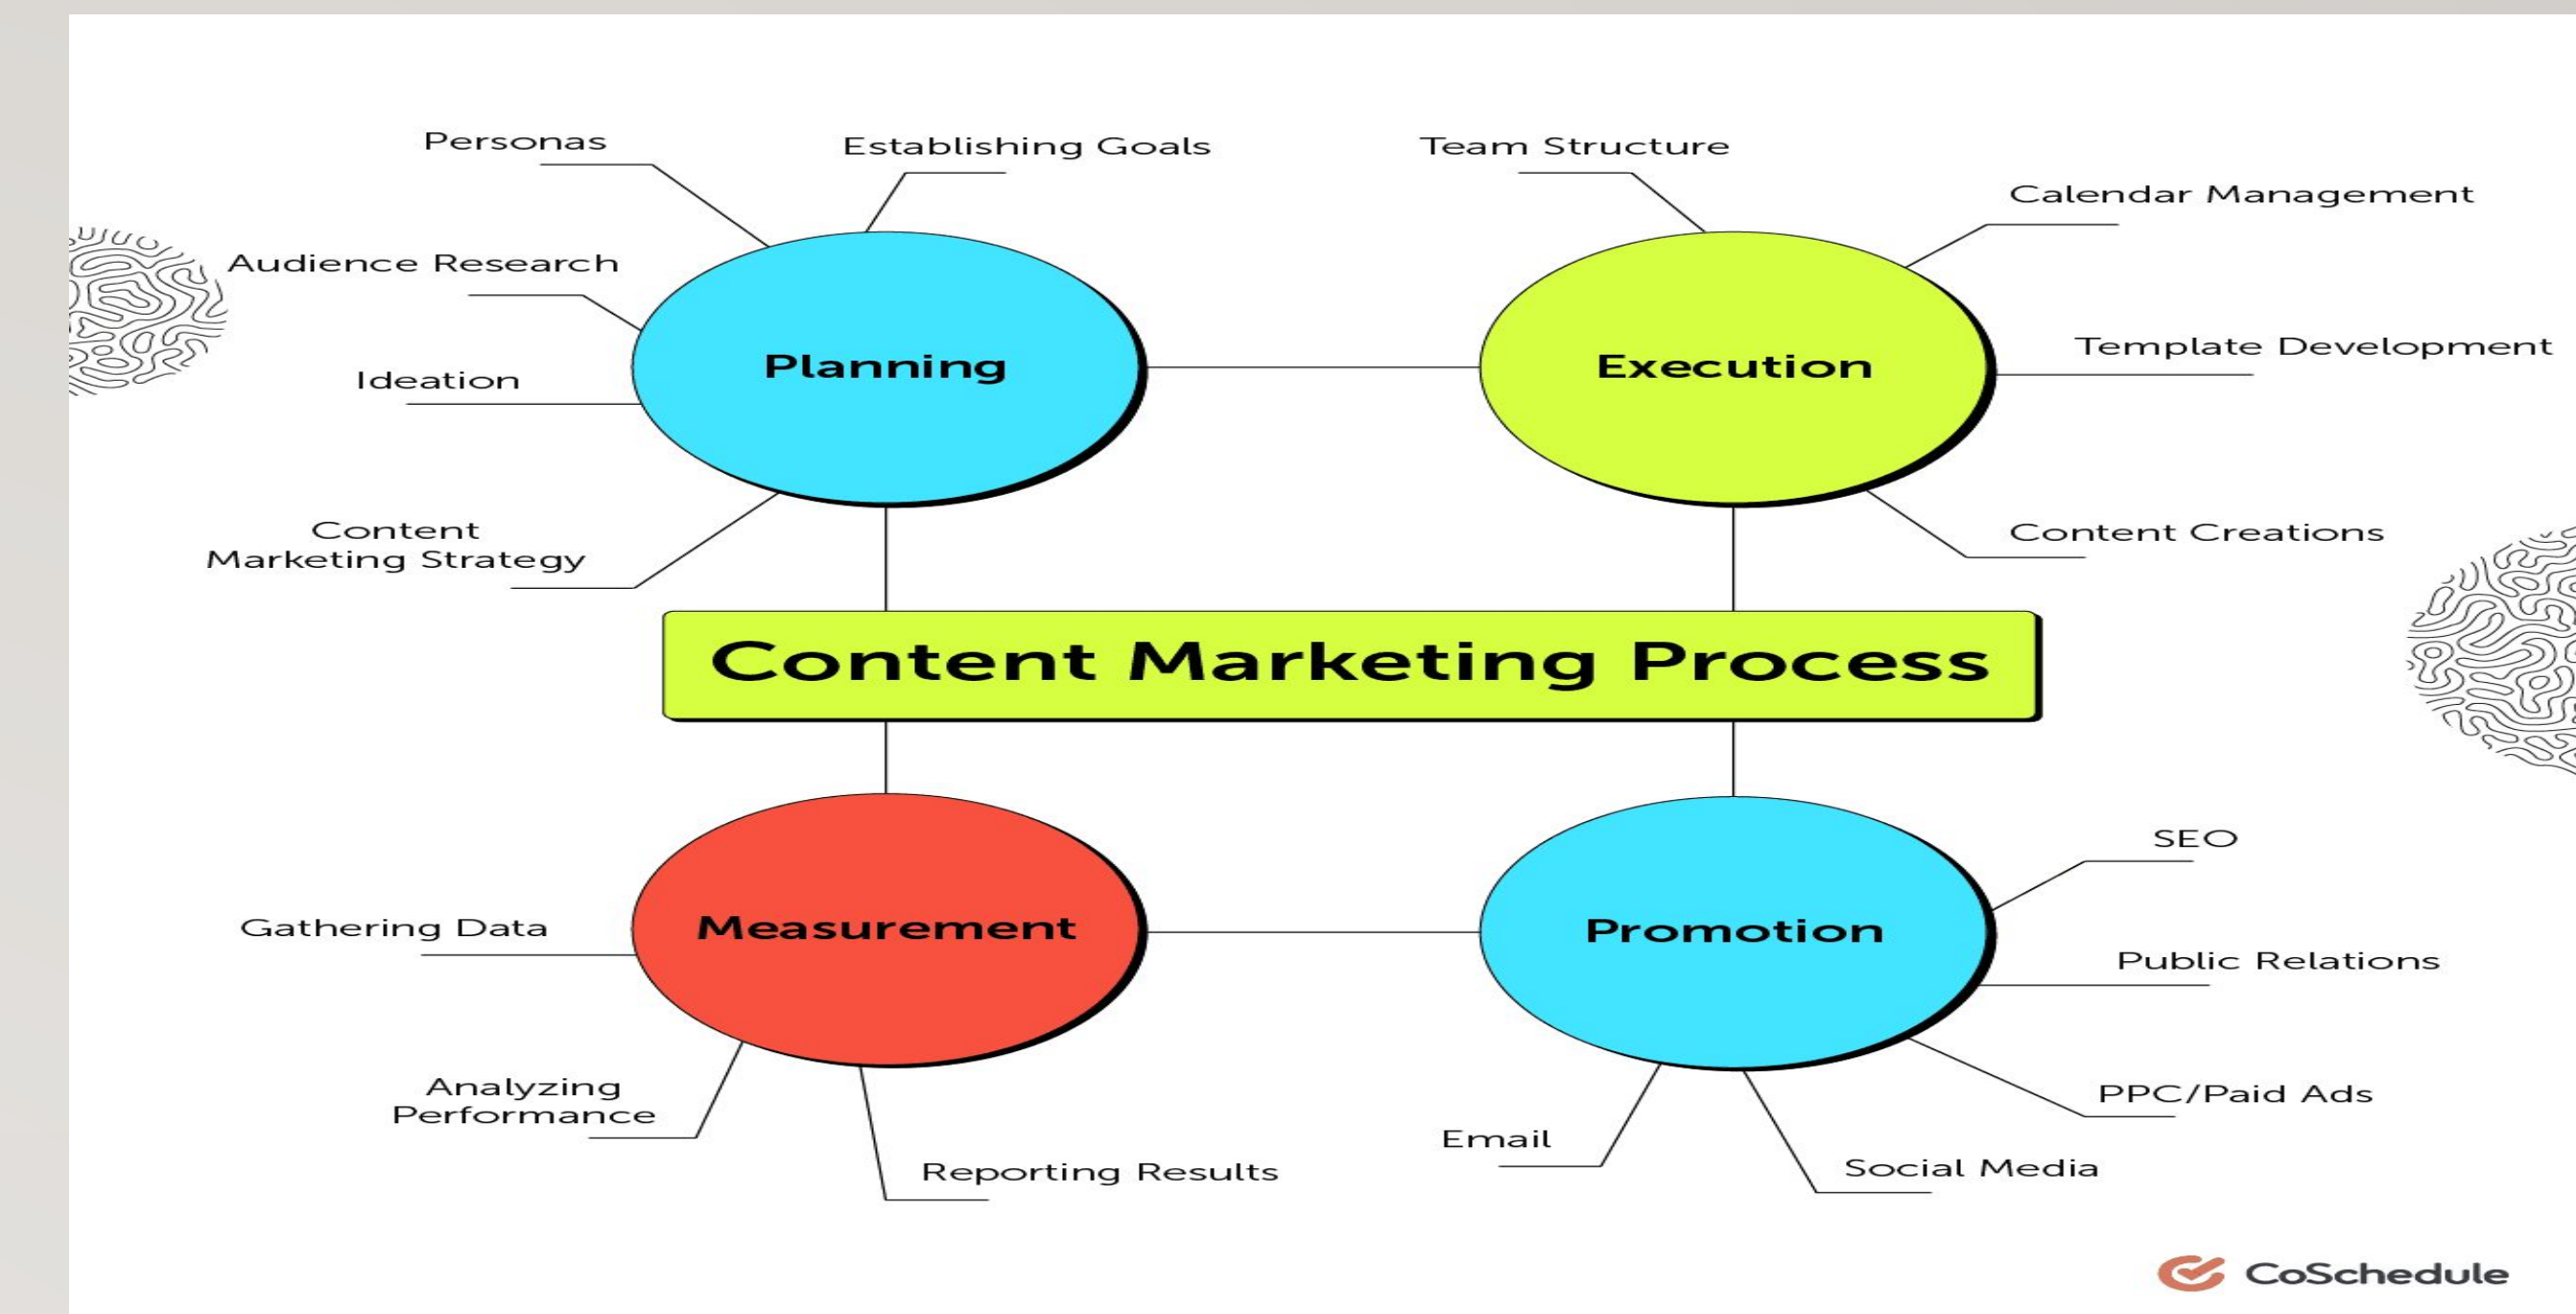 Personas
Establishing Goals
Audience Research
Ideation
Content
Marketing Strategy
Planning
Team Structure
Calendar Management
Template Development
Content Creations
Execution
Content Marketing Process
Measurement
Gathering Data
Analyzing
Performance
Reporting Results
Promotion
SEO
Public Relations
PPC/Paid Ads
Social Media
Email
CoSchedule